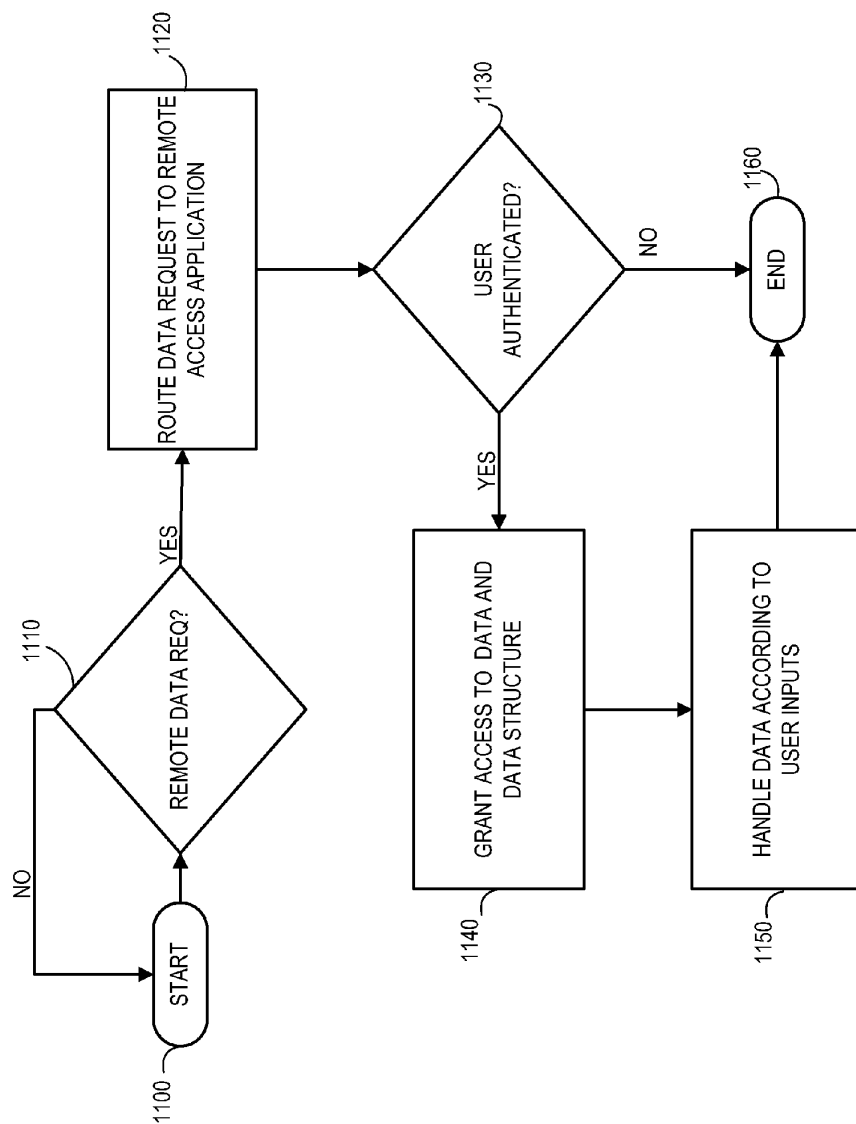 1100
START
NO
1110
REMOTE DATA REQ?
YES
1120
ROUTE DATA REQUEST TO REMOTE
ACCESS APPLICATION
1130
USER
AUTHENTICATED?
YES
NO
1140
GRANT ACCESS TO DATA AND
DATA STRUCTURE
1150
HANDLE DATA ACCORDING TO
USER INPUTS
1160
END